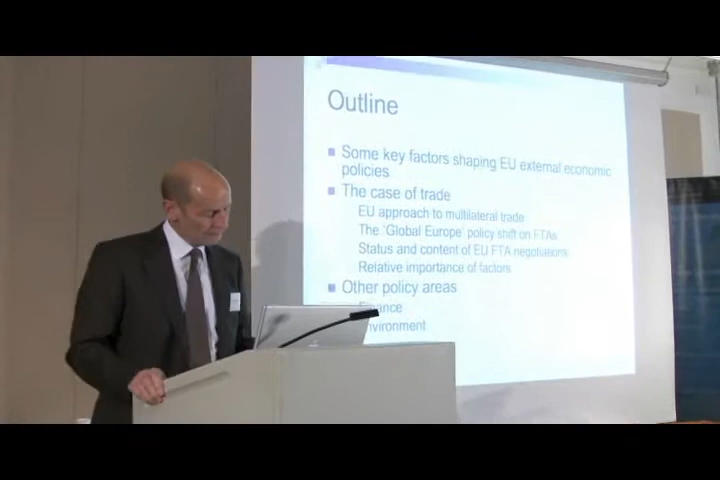 Outline
Some key factors shaping EU external economic
policies
The case of trade
EU approach to multilateral trade
The 'Global Europe' policy shift on FTAs
Status and content of EU FTA negotiations
Relative importance of factors
Other policy areas